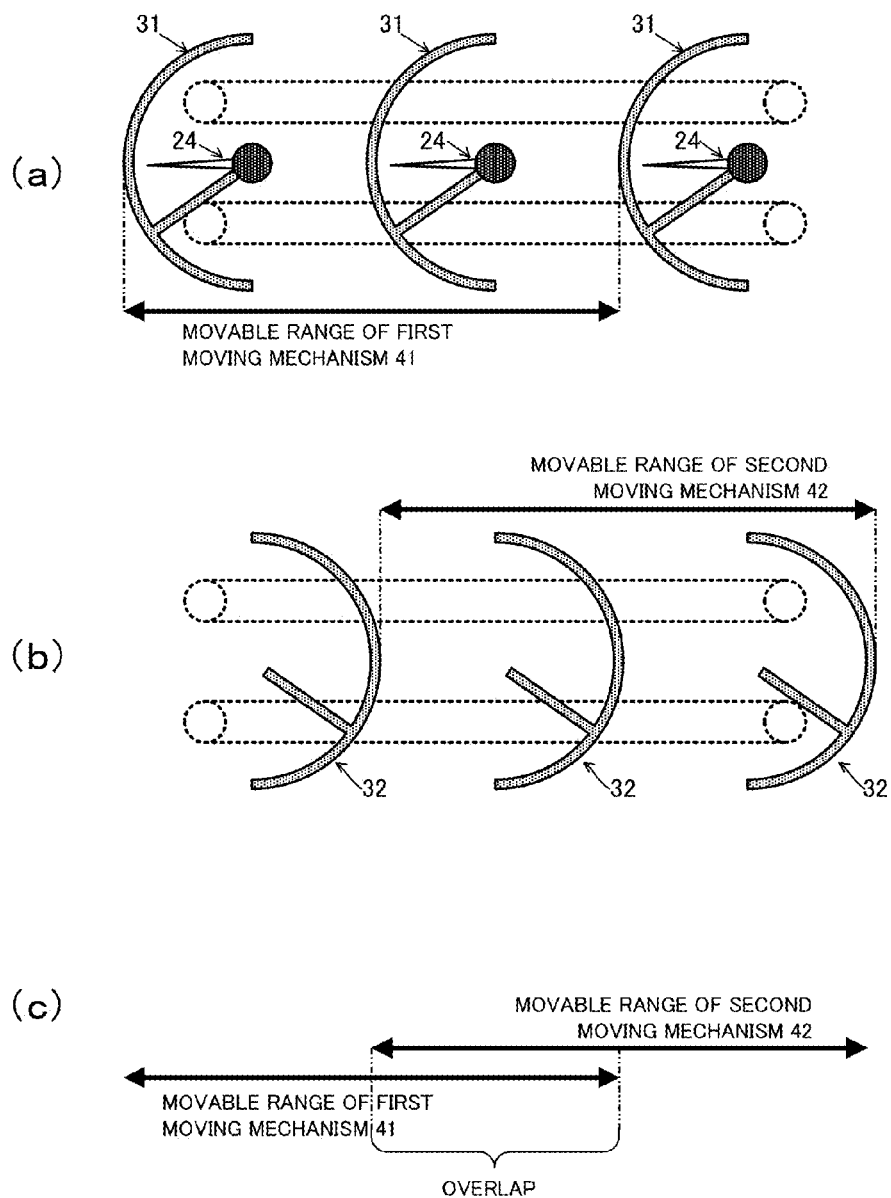 31
31
31
24
24
24
(a)
MOVABLE RANGE OF FIRST
MOVING MECHANISM 41
MOVABLE RANGE OF SECOND
MOVING MECHANISM 42
(b)
32
32
32
(c)
MOVABLE RANGE OF SECOND
MOVING MECHANISM 42
MOVABLE RANGE OF FIRST
MOVING MECHANISM 41
OVERLAP